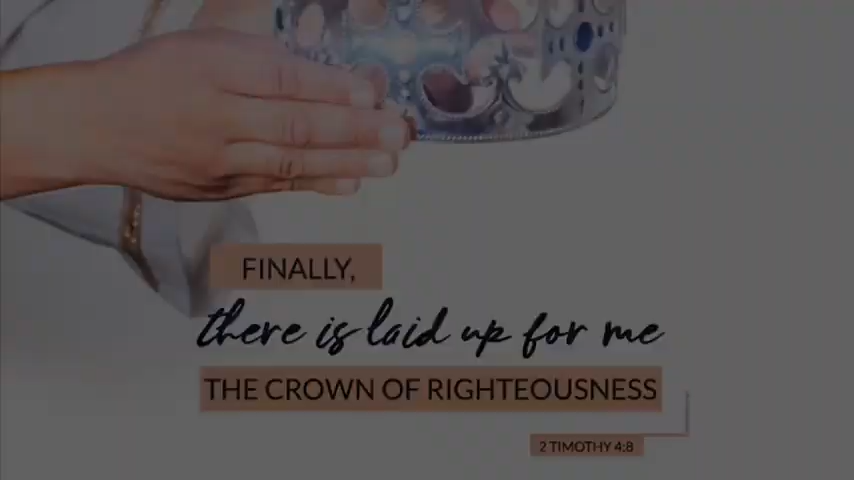 FINALLY,
there is laid up for me
THE CROWN OF RIGHTEOUSNESS
2 TIMOTHY 4:8